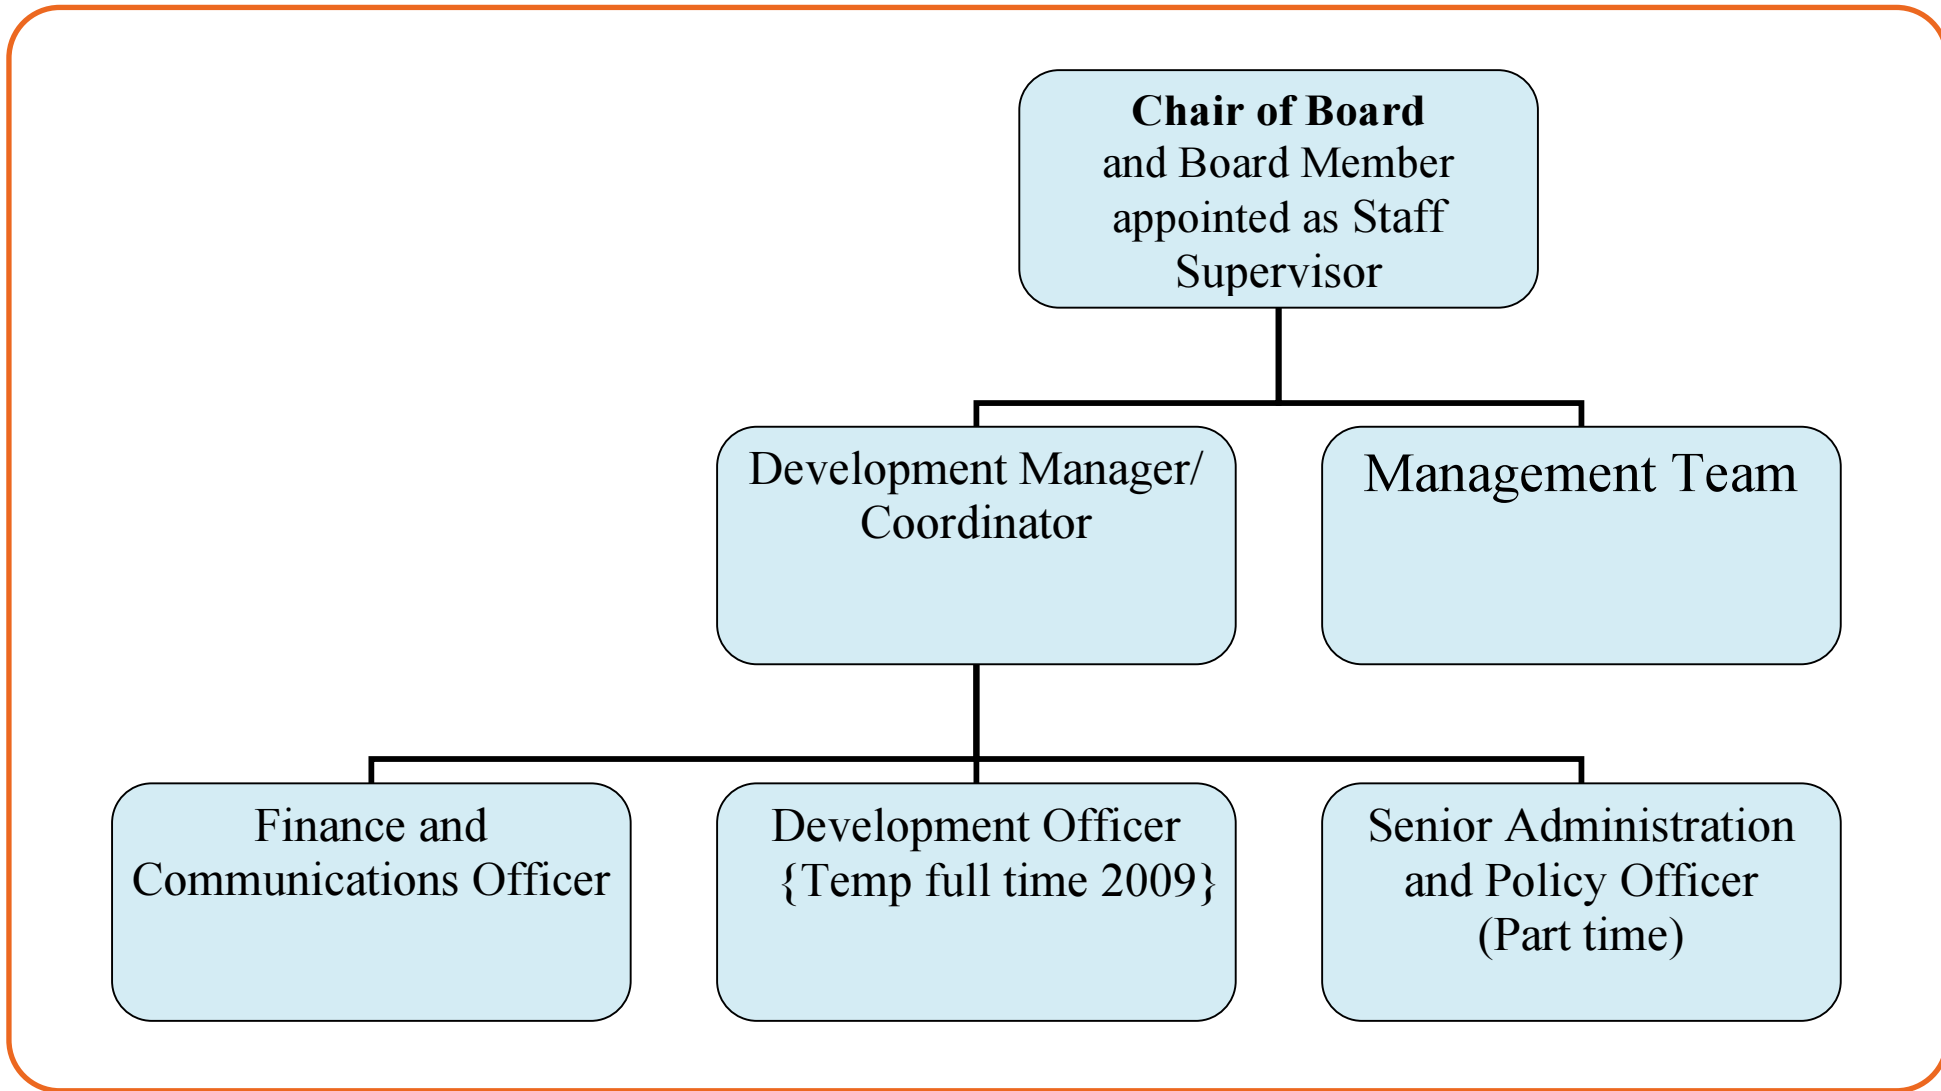 Chair of Board
and Board Member
appointed as Staff
Supervisor
Development Manager/
Coordinator
Management Team
Finance and
Communications Officer
Development Officer
{Temp full time 2009}
Senior Administration
and Policy Officer
(Part time)